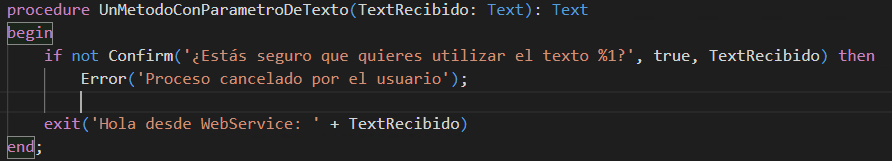 procedure UnMetodoConParametroDeTexto(TextRecibido: Text): Text
begin
    if not Confirm('¿Estás seguro que quieres utilizar el texto %1?', true, TextRecibido) then
        Error('Proceso cancelado por el usuario');

    exit('Hola desde WebService: ' + TextRecibido)
end;